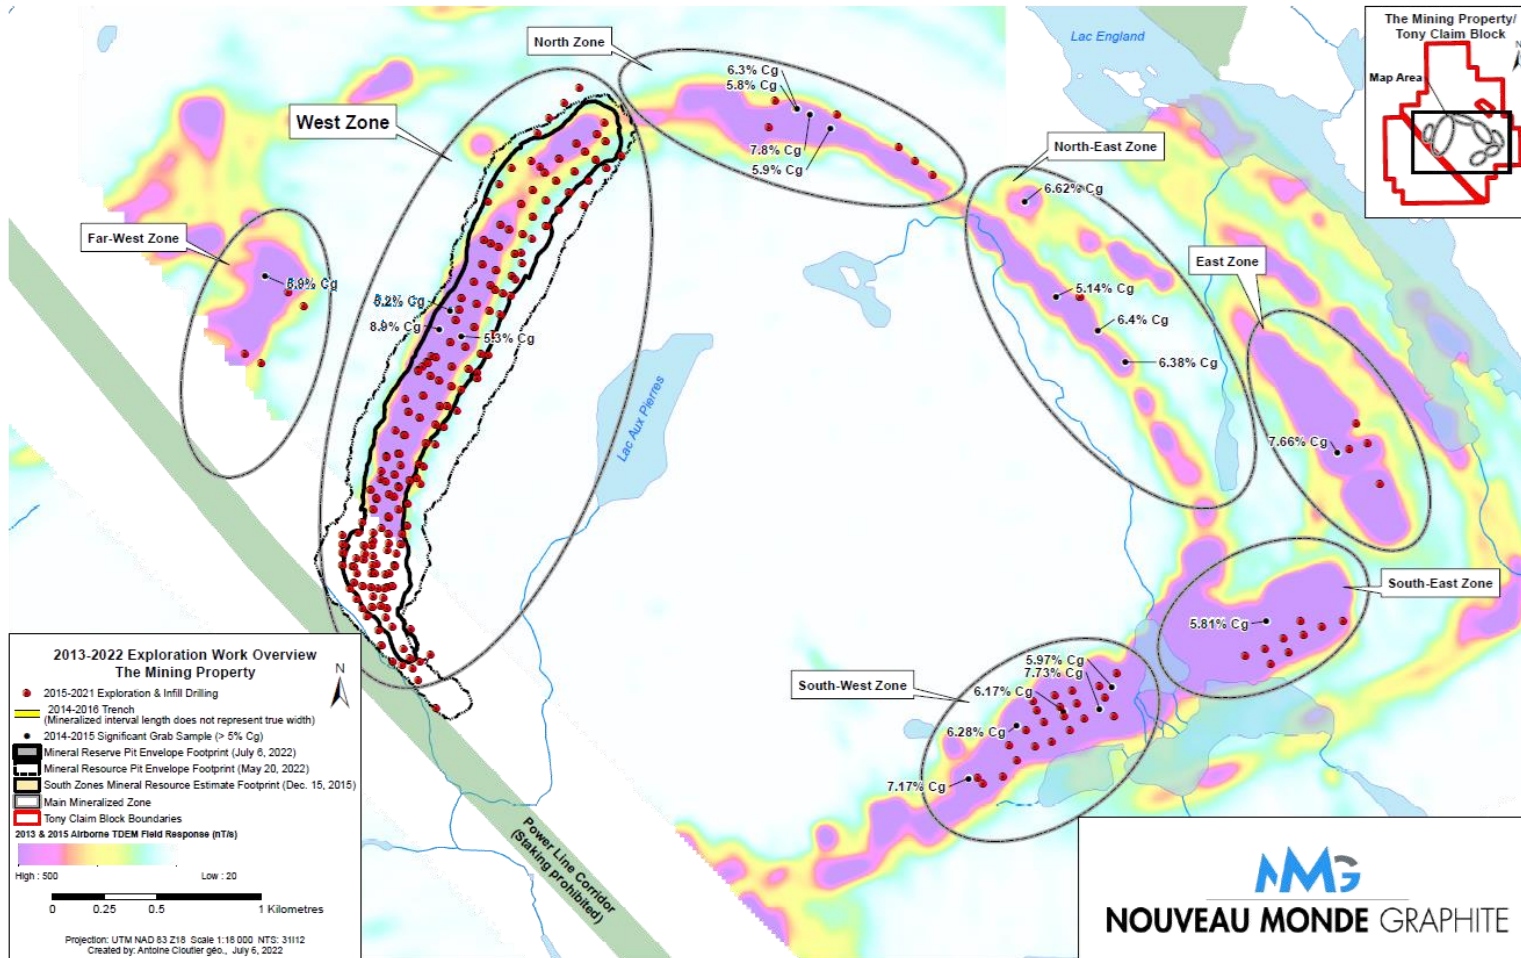 North Zone
6.3% Cg
5.8% Cg
7.8% Cg
5.9% Cg
Lac England
The Mining Property/
Tony Claim Block
N
Map Area
West Zone
North-East Zone
6.62% Cg
Far-West Zone
East Zone
5.14% Cg
6.4% Cg
6.38% Cg
8.9% Cg
5.3% Cg
Lac Aux Pierres
7.66% Cg
South-East Zone
5.81% Cg
South-West Zone
5.97% Cg
7.73% Cg
6.17% Cg
6.28% Cg
7.17% Cg
Power Line Corridor
(Staking prohibited)
2013-2022 Exploration Work Overview
The Mining Property
N
2015-2021 Exploration & Infill Drilling
2014-2016 Trench
(Mineralized interval length does not represent true width)
2014-2015 Significant Grab Sample (> 5% Cg)
Mineral Reserve Pit Envelope Footprint (July 6, 2022)
Mineral Resource Pit Envelope Footprint (May 20, 2022)
South Zones Mineral Resource Estimate Footprint (Dec. 15, 2015)
Main Mineralized Zone
Tony Claim Block Boundaries
2013 & 2015 Airborne TDEM Field Response (nT/s)
High : 500 Low : 20
0 0.25 0.5 1 Kilometres
Projection: UTM NAD 83 Z18 Scale 1:18 000 NTS: 31I12
Created by: Antoine Cloutier géo., July 6, 2022
NMG
NOUVEAU MONDE GRAPHITE